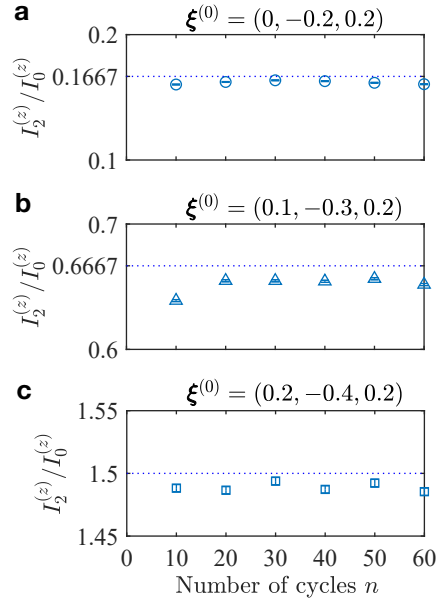 a
𝝃⁽⁰⁾ = (0, −0.2, 0.2)
0.2
0.1667
0.1
I₂⁽ᶻ⁾/I₀⁽ᶻ⁾
b
𝝃⁽⁰⁾ = (0.1, −0.3, 0.2)
0.7
0.6667
0.6
I₂⁽ᶻ⁾/I₀⁽ᶻ⁾
c
𝝃⁽⁰⁾ = (0.2, −0.4, 0.2)
1.55
1.5
1.45
I₂⁽ᶻ⁾/I₀⁽ᶻ⁾
0 10 20 30 40 50 60
Number of cycles n